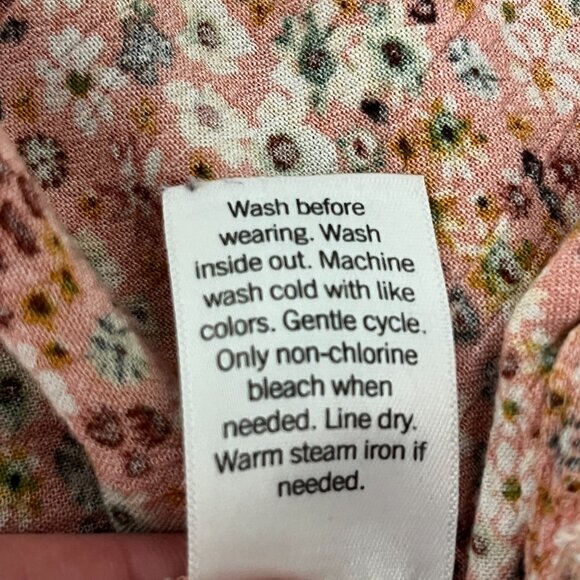 Wash before
wearing. Wash
inside out. Machine
wash cold with like
colors. Gentle cycle.
Only non-chlorine
bleach when
needed. Line dry.
Warm steam iron if
needed.